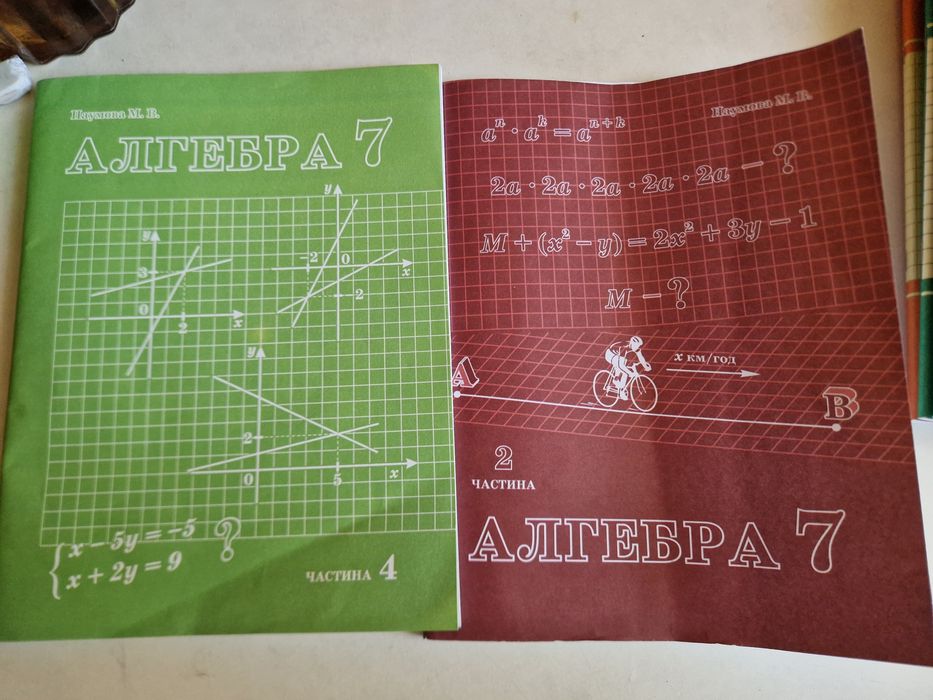 Наумова М. В.
АЛГЕБРА 7
y
3
0
2
x
y
-2
0
x
2
y
2
0
5
x
x - 5y = -5
x + 2y = 9
?
ЧАСТИНА 4
Наумова М. В.
aⁿ · aᵏ = aⁿ⁺ᵏ
2a · 2a · 2a · 2a · 2a - ?
M + (x² - y) = 2x² + 3y - 1
M - ?
x км/год
A
B
2
ЧАСТИНА
АЛГЕБРА 7